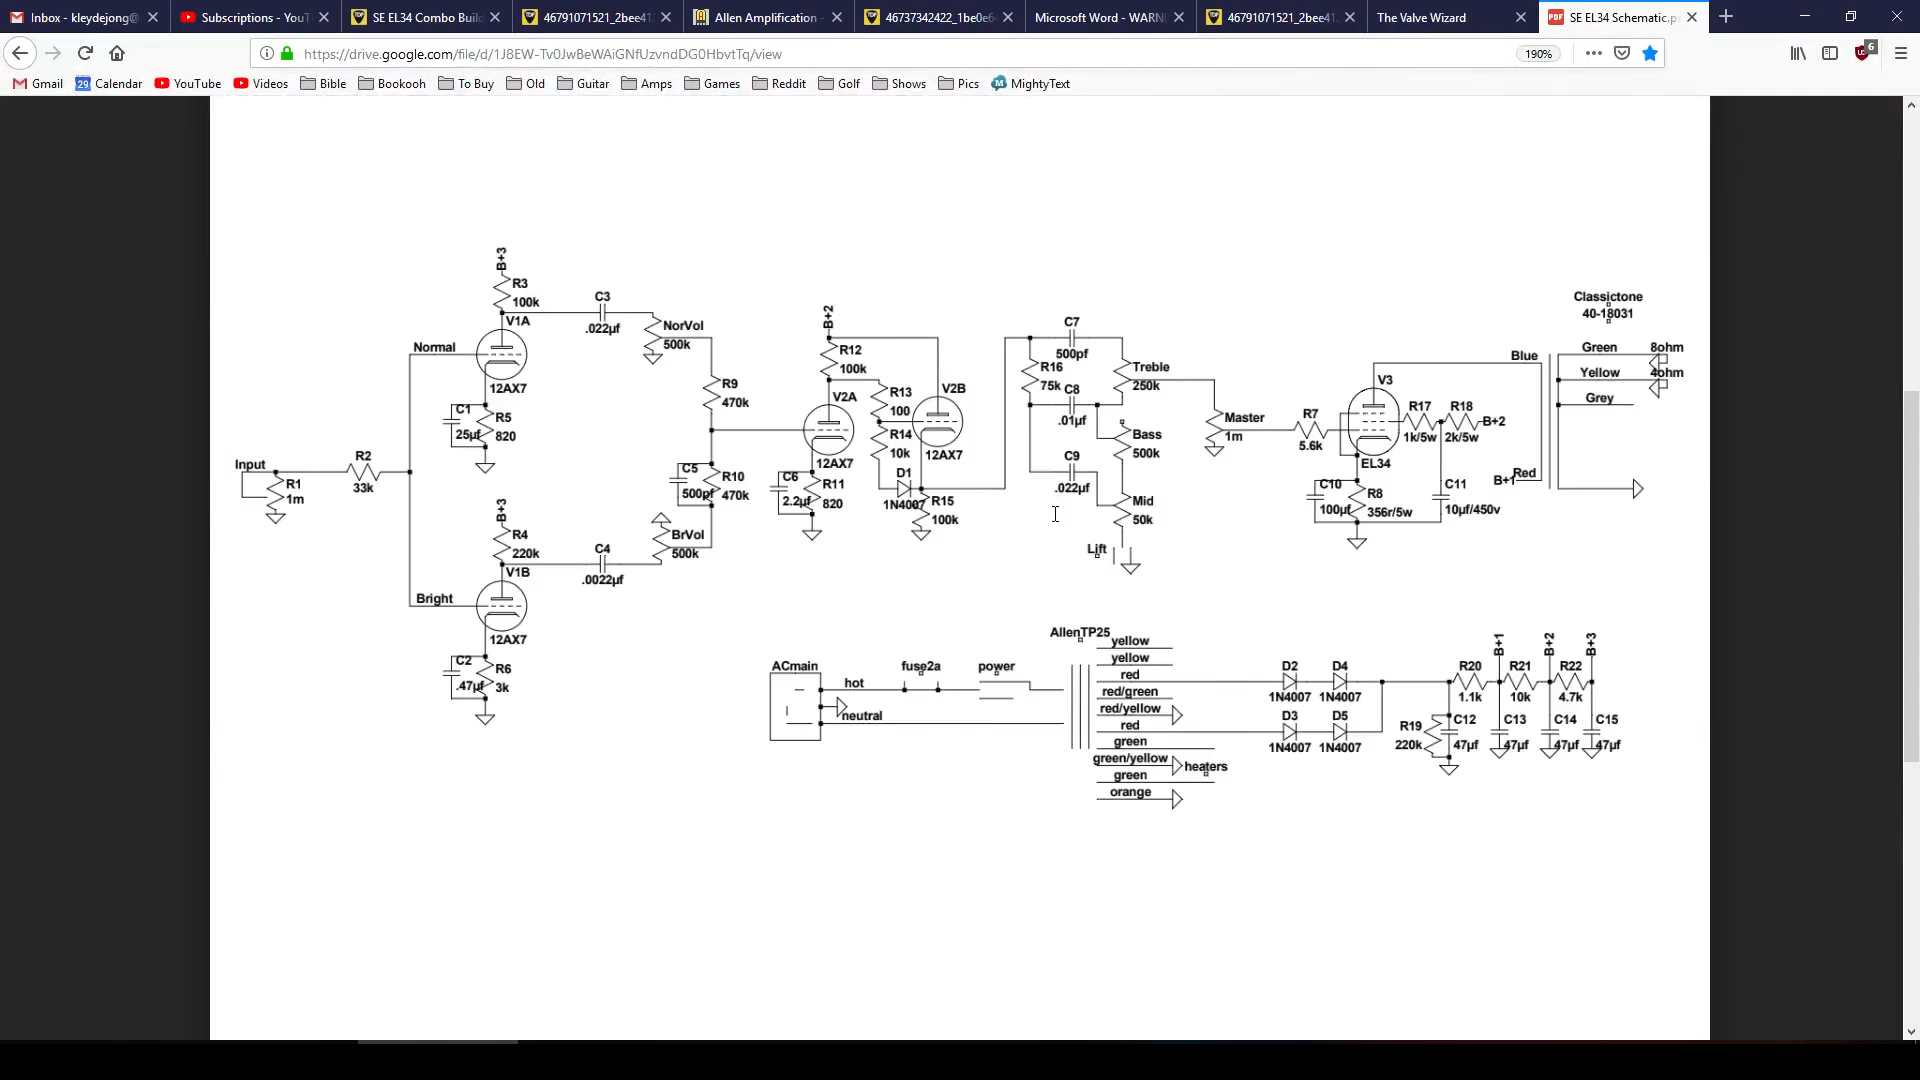 Inbox - kleydejong@
Subscriptions - YouT
SE EL34 Combo Build
46791071521_2bee41
Allen Amplification -
46737342422_1be0e6
Microsoft Word - WARN
46791071521_2bee41
The Valve Wizard
SE EL34 Schematic.p
https://drive.google.com/file/d/1J8EW-Tv0JwBeWAiGNfUzvndDG0HbvtTq/view
190%
6
Gmail
29 Calendar
YouTube
Videos
Bible
Bookooh
To Buy
Old
Guitar
Amps
Games
Reddit
Golf
Shows
Pics
MighyText
B+3
R3
100k
V1A
C3
.022µf
NorVol
500k
Normal
12AX7
C1
25µf
R5
820
Input
R1
1m
R2
33k
R9
470k
C5
500pf
R10
470k
BrVol
500k
B+3
R4
220k
V1B
C4
.0022µf
Bright
12AX7
C2
.47µf
R6
3k
B+2
R12
100k
V2A
R13
100
V2B
R14
10k
12AX7
12AX7
C6
2.2µf
R11
820
D1
1N4007
R15
100k
C7
500pf
R16
75k
C8
.01µf
C9
.022µf
Treble
250k
Bass
500k
Mid
50k
Lift
Master
1m
R7
5.6k
V3
EL34
R17
1k/5w
R18
2k/5w
B+2
C10
100µf
R8
356r/5w
C11
10µf/450v
Blue
Red
B+1
Classictone
40-18031
Green
8ohm
Yellow
4ohm
Grey
ACmain
hot
neutral
fuse2a
power
AllenTP25
yellow
yellow
red
red/green
red/yellow
red
green
green/yellow
heaters
green
orange
D2
1N4007
D4
1N4007
D3
1N4007
D5
1N4007
B+1
B+2
B+3
R20
1.1k
R21
10k
R22
4.7k
R19
220k
C12
47µf
C13
47µf
C14
47µf
C15
47µf